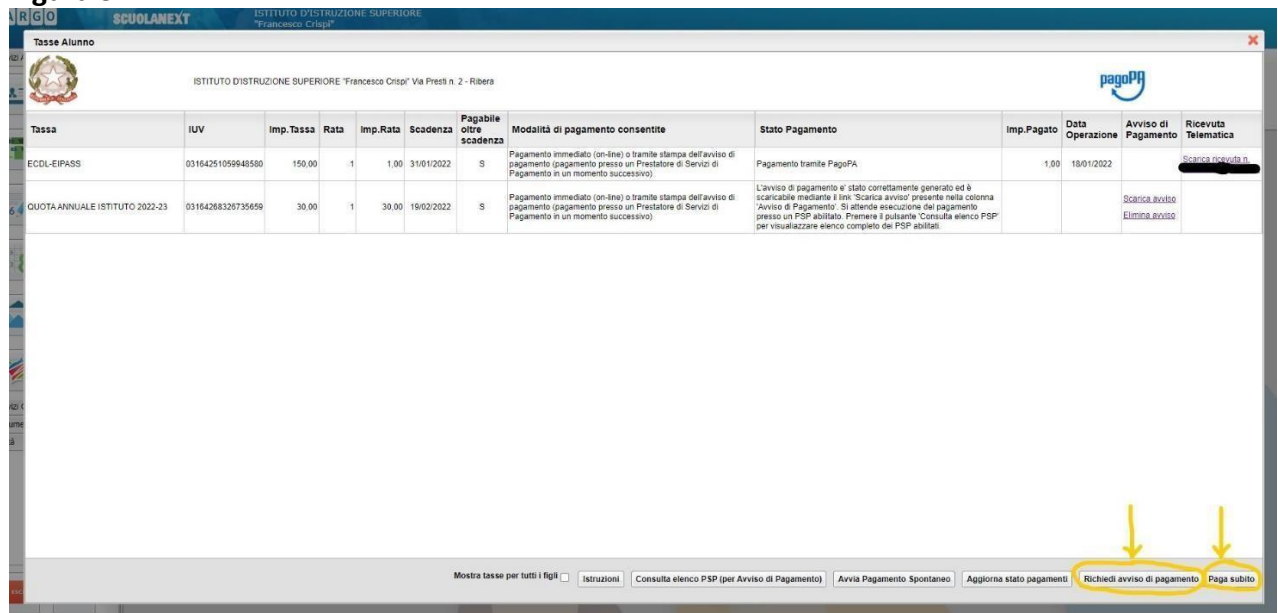 ARGO SCUOLANEXT ISTITUTO D'ISTRUZIONE SUPERIORE
"Francesco Crispi"
Tasse Alunno
ISTITUTO D'ISTRUZIONE SUPERIORE "Francesco Crispi" Via Presti n. 2 - Ribera
pagoPA
Tassa IUV Imp.Tassa Rata Imp.Rata Scadenza Pagabile oltre scadenza Modalità di pagamento consentite Stato Pagamento Imp.Pagato Data Operazione Avviso di Pagamento Ricevuta Telematica
ECDL-EIPASS 03164251059948580 150,00 1 1,00 31/01/2022 S
Pagamento immediato (on-line) o tramite stampa dell'avviso di
pagamento (pagamento presso un Prestatore di Servizi di
Pagamento in un momento successivo)
Pagamento tramite PagoPA 1,00 18/01/2022 Scarica ricevuta n.
QUOTA ANNUALE ISTITUTO 2022-23 03164268326735659 30,00 1 30,00 19/02/2022 S
Pagamento immediato (on-line) o tramite stampa dell'avviso di
pagamento (pagamento presso un Prestatore di Servizi di
Pagamento in un momento successivo)
L'avviso di pagamento e' stato correttamente generato ed è
scaricabile mediante il link 'Scarica avviso' presente nella colonna
'Avviso di Pagamento'. Si attende esecuzione del pagamento
presso un PSP abilitato. Premere il pulsante 'Consulta elenco PSP'
per visualiazzare elenco completo dei PSP abilitati.
Scarica avviso
Elimina avviso
Mostra tasse per tutti i figli Istruzioni Consulta elenco PSP (per Avviso di Pagamento) Avvia Pagamento Spontaneo Aggiorna stato pagamenti Richiedi avviso di pagamento Paga subito